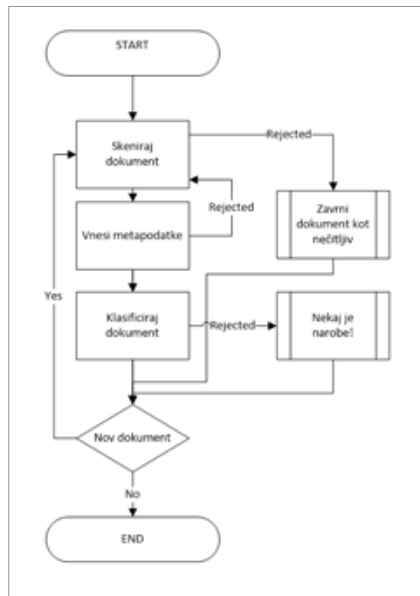 START
Skeniraj
dokument
Rejected
Rejected
Zavrni
dokument kot
nečitljiv
Vnesi metapodatke
Yes
Klasificiraj
dokument
Rejected
Nekaj je
narobe!
Nov dokument
No
END